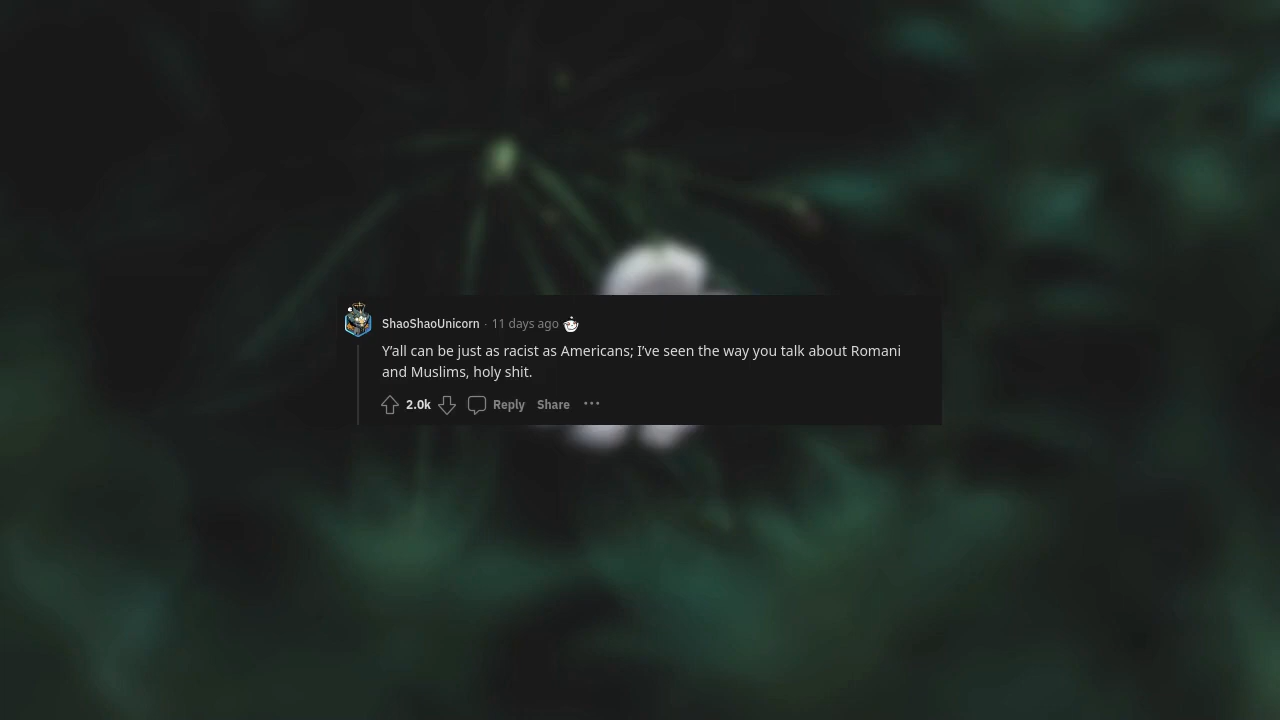 ShaoShaoUnicorn · 11 days ago
Y’all can be just as racist as Americans; I’ve seen the way you talk about Romani
and Muslims, holy shit.
2.0k Reply Share ···